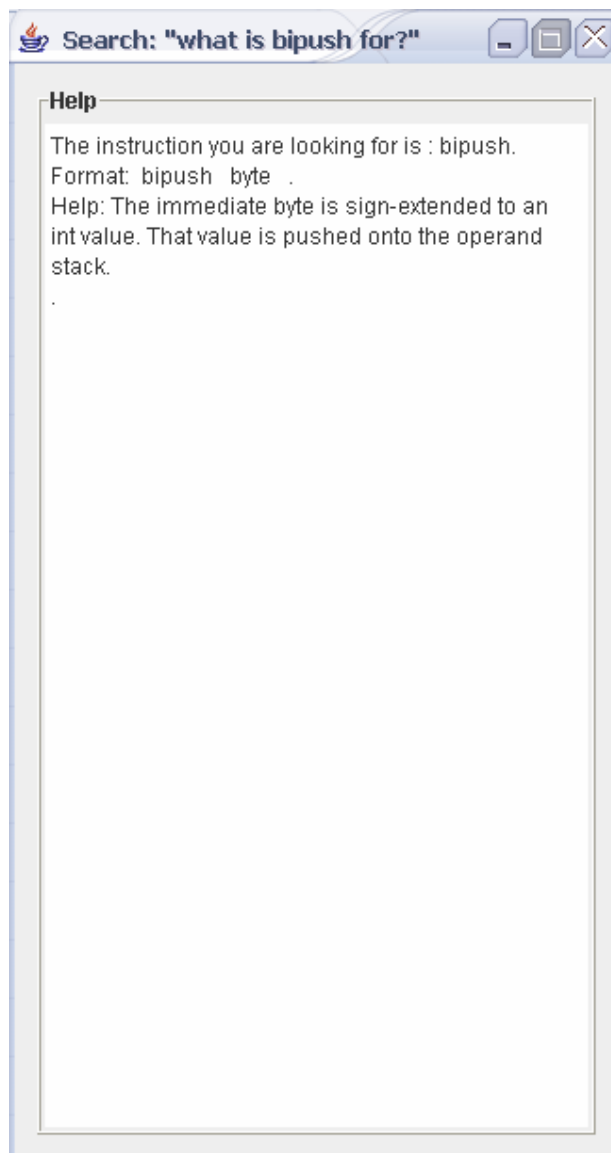 Search: "what is bipush for?"
Help
The instruction you are looking for is : bipush.
Format:  bipush   byte   .
Help: The immediate byte is sign-extended to an
int value. That value is pushed onto the operand
stack.
.